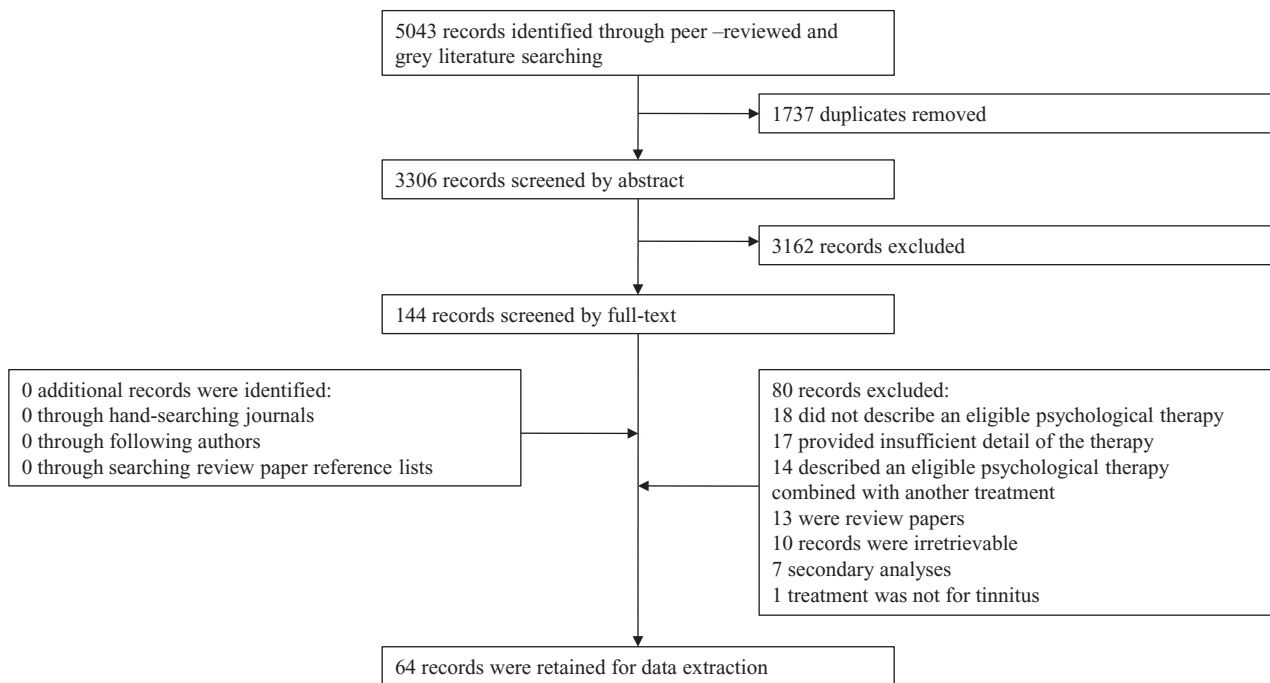 5043 records identified through peer –reviewed and
grey literature searching
1737 duplicates removed
3306 records screened by abstract
3162 records excluded
144 records screened by full-text
0 additional records were identified:
0 through hand-searching journals
0 through following authors
0 through searching review paper reference lists
80 records excluded:
18 did not describe an eligible psychological therapy
17 provided insufficient detail of the therapy
14 described an eligible psychological therapy
combined with another treatment
13 were review papers
10 records were irretrievable
7 secondary analyses
1 treatment was not for tinnitus
64 records were retained for data extraction